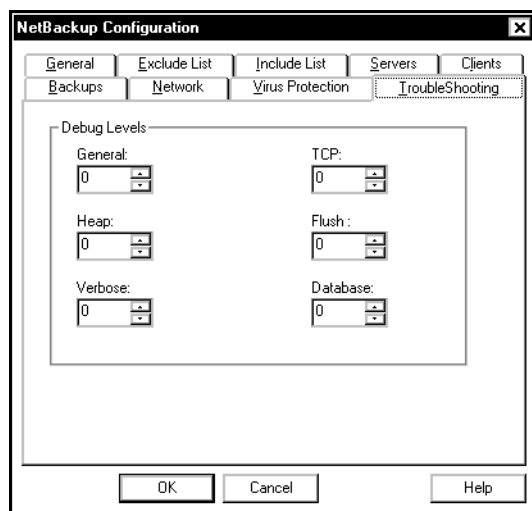 NetBackup Configuration
General Exclude List Include List Servers Clients
Backups Network Virus Protection TroubleShooting
Debug Levels
General: TCP:
0 0
Heap: Flush :
0 0
Verbose: Database:
0 0
OK Cancel Help